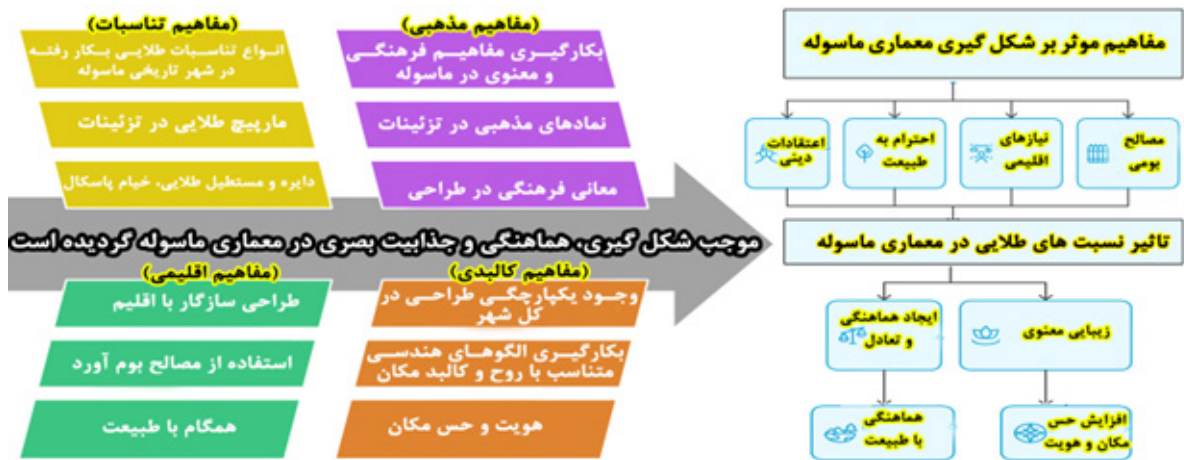 مفاهیم موثر بر شکل گیری معماری ماسوله
مصالح
بومی
نیازهای
اقلیمی
احترام به
طبیعت
اعتقادات
دینی
تاثیر نسبت های طلایی در معماری ماسوله
زیبایی معنوی
ایجاد هماهنگی
و تعادل
افزایش حس
مکان و هویت
هماهنگی
با طبیعت
(مفاهیم مذهبی)
بکارگیری مفاهیم فرهنگی
و معنوی در ماسوله
نمادهای مذهبی در تزئینات
معانی فرهنگی در طراحی
(مفاهیم تناسبات)
انواع تناسبات طلایی بکار رفته
در شهر تاریخی ماسوله
مارپیچ طلایی در تزئینات
دایره و مستطیل طلایی، خیام پاسکال
موجب شکل گیری، هماهنگی و جذابیت بصری در معماری ماسوله گردیده است
(مفاهیم کالبدی)
وجود یکپارچگی طراحی در
کل شهر
بکارگیری الگوهای هندسی
متناسب با روح و کالبد مکان
هویت و حس مکان
(مفاهیم اقلیمی)
طراحی سازگار با اقلیم
استفاده از مصالح بوم آورد
همگام با طبیعت